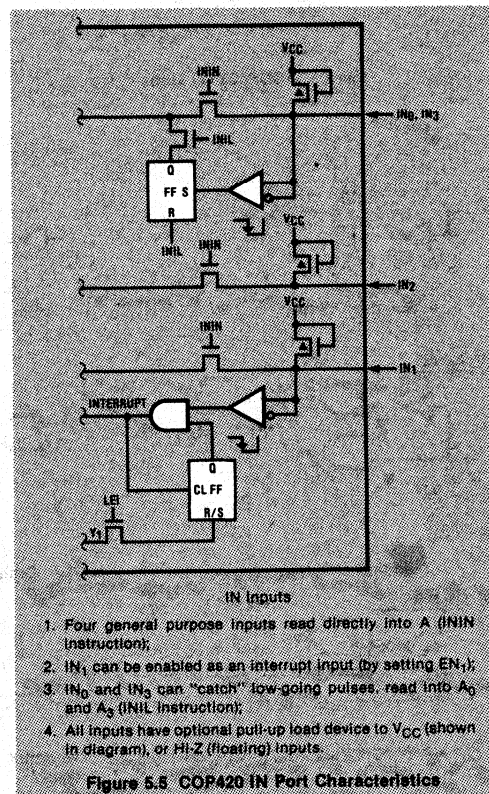 VCC
ININ
IN0, IN3
INIL
Q
FF S
R
INIL
VCC
ININ
IN2
VCC
ININ
IN1
INTERRUPT
Q
CL FF
R/S
LEI
Y1
IN Inputs
1. Four general purpose inputs read directly into A (ININ
instruction);
2. IN1 can be enabled as an interrupt input (by setting EN1);
3. IN0 and IN3 can "catch" low-going pulses, read into A0
and A3 (INIL instruction);
4. All inputs have optional pull-up load device to VCC (shown
in diagram), or Hi-Z (floating) inputs.
Figure 5.5 COP420 IN Port Characteristics